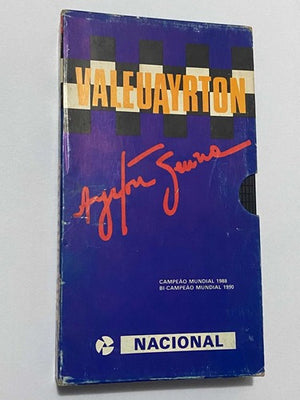 VALEUAYRTON
Ayrton Senna
CAMPEÃO MUNDIAL 1988
BI-CAMPEÃO MUNDIAL 1990
NACIONAL